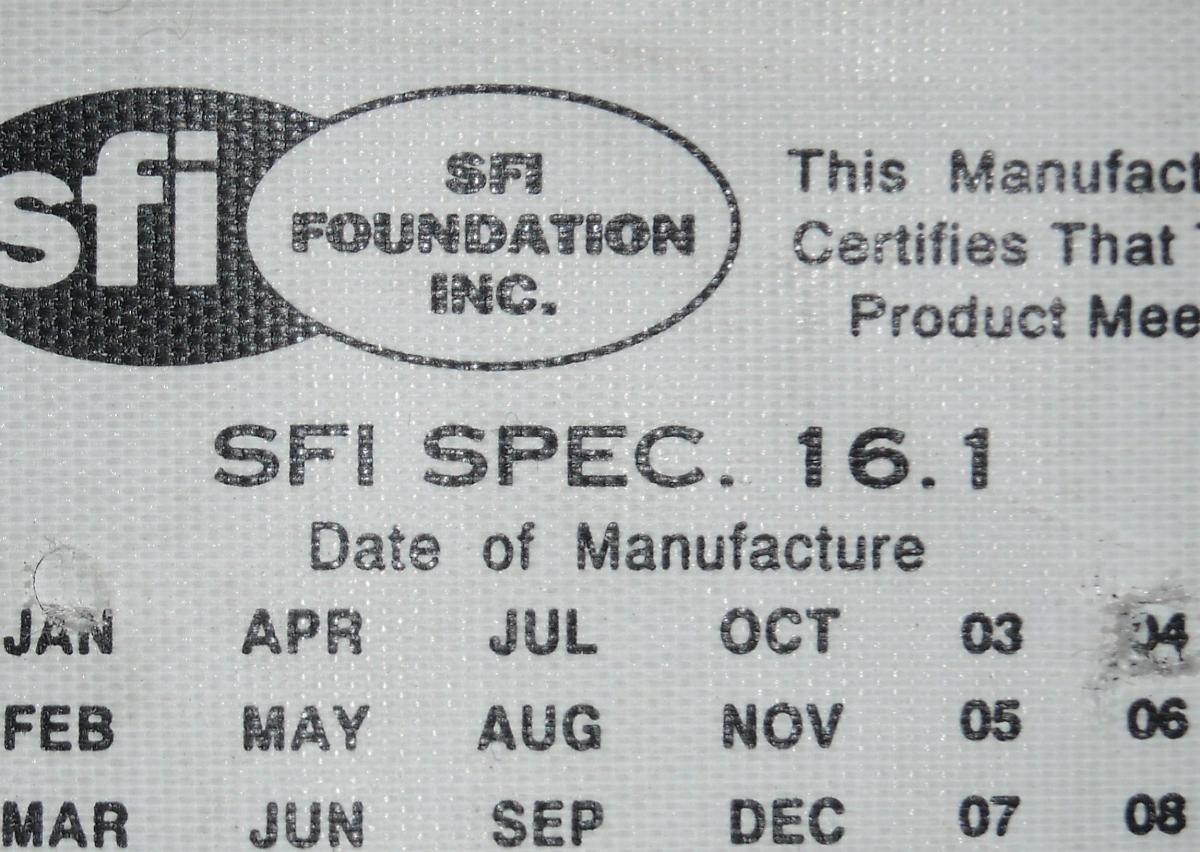 sfi
SFI
FOUNDATION
INC.
This Manufact
Certifies That T
Product Mee
SFI SPEC. 16.1
Date of Manufacture
JAN APR JUL OCT 03 04
FEB MAY AUG NOV 05 06
MAR JUN SEP DEC 07 08